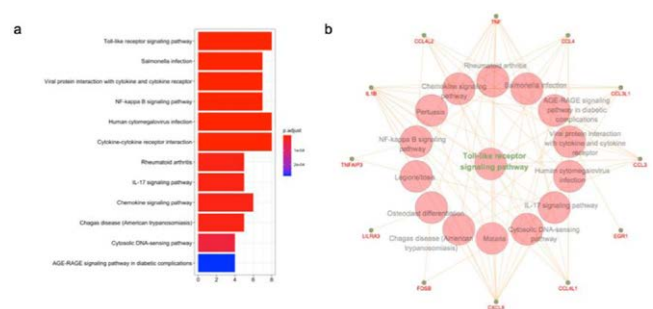 a
Toll-like receptor signaling pathway
Salmonella infection
Viral protein interaction with cytokine and cytokine receptor
NF-kappa B signaling pathway
Human cytomegalovirus infection
Cytokine-cytokine receptor interaction
Rheumatoid arthritis
IL-17 signaling pathway
Chemokine signaling pathway
Chagas disease (American trypanosomiasis)
Cytosolic DNA-sensing pathway
AGE-RAGE signaling pathway in diabetic complications
0
2
4
6
8
p.adjust
b
TNF
CCL4L2
CCL4
IL1B
CCL3L1
TNFAIP3
CCL3
LILRA3
EGR1
FOSB
CCL4L1
Rheumatoid arthritis
Chemokine signaling
pathway
Salmonella infection
Pertussis
AGE-RAGE signaling
pathway in diabetic
complications
NF-kappa B signaling
pathway
Viral protein interaction
with cytokine and cytokine
receptor
Toll-like receptor
signaling pathway
Legionellosis
Human cytomegalovirus
infection
Osteoclast differentiation
IL-17 signaling pathway
Chagas disease (American
trypanosomiasis)
Malaria
Cytosolic DNA-sensing
pathway